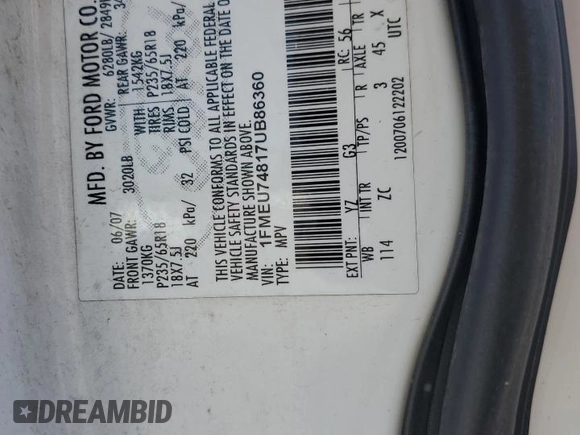 MFD. BY FORD MOTOR CO.
DATE: 06/07 GVWR: 6280LB/ 2849
FRONT GAWR: 3020LB REAR GAWR: 34
1370KG WITH 1542KG
P235/65R18 TIRES P235/65R18
18X7.5J RIMS 18X7.5J
AT 220 kPa/ 32 PSI COLD AT 220 kPa/
THIS VEHICLE CONFORMS TO ALL APPLICABLE FEDERAL
VEHICLE SAFETY STANDARDS IN EFFECT ON THE DATE O
MANUFACTURE SHOWN ABOVE.
1FMEU74817UB86360
TYPE: MPV
EXT PNT: YZ G3 RC: 56
WB INT TR TP/PS R AXLE TR
114 ZC 3 45 X
UTC
120070612220​2
DREAMBID